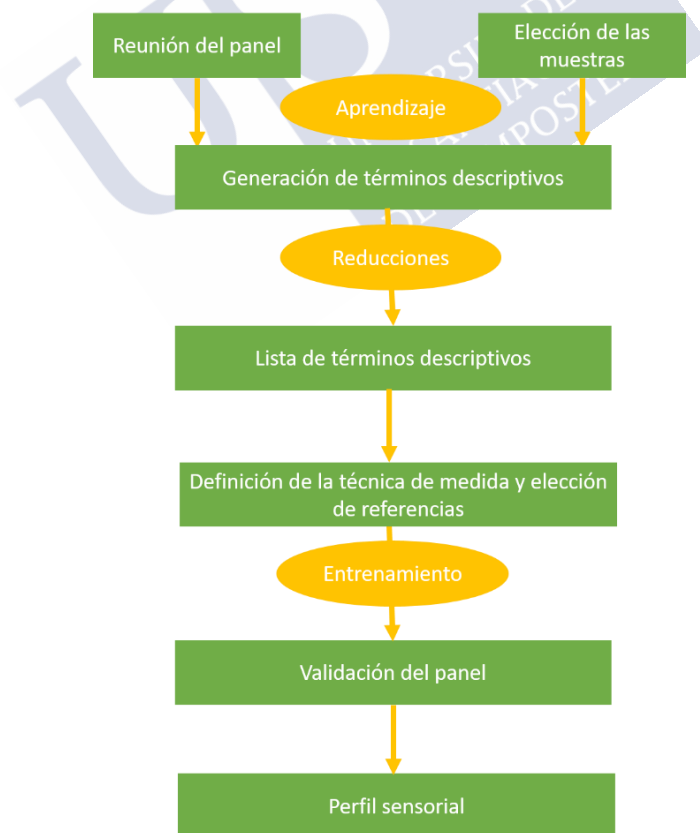 Reunión del panel
Elección de las
muestras
Aprendizaje
Generación de términos descriptivos
Reducciones
Lista de términos descriptivos
Definición de la técnica de medida y elección
de referencias
Entrenamiento
Validación del panel
Perfil sensorial